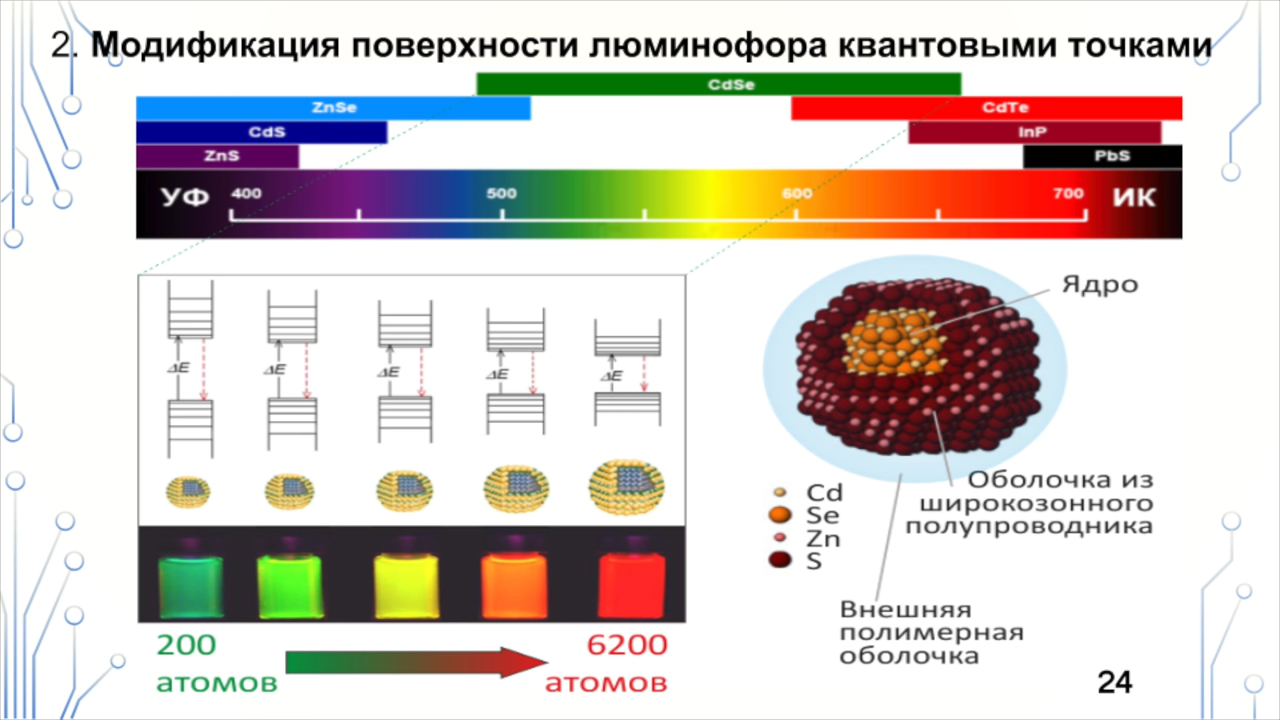 2. Модификация поверхности люминофора квантовыми точками
CdSe
ZnSe
CdTe
CdS
InP
ZnS
PbS
УФ 400 500 600 700 ИК
ΔE ΔE ΔE ΔE ΔE
200
атомов
6200
атомов
Ядро
Оболочка из
широкозонного
полупроводника
Cd
Se
Zn
S
Внешняя
полимерная
оболочка
24